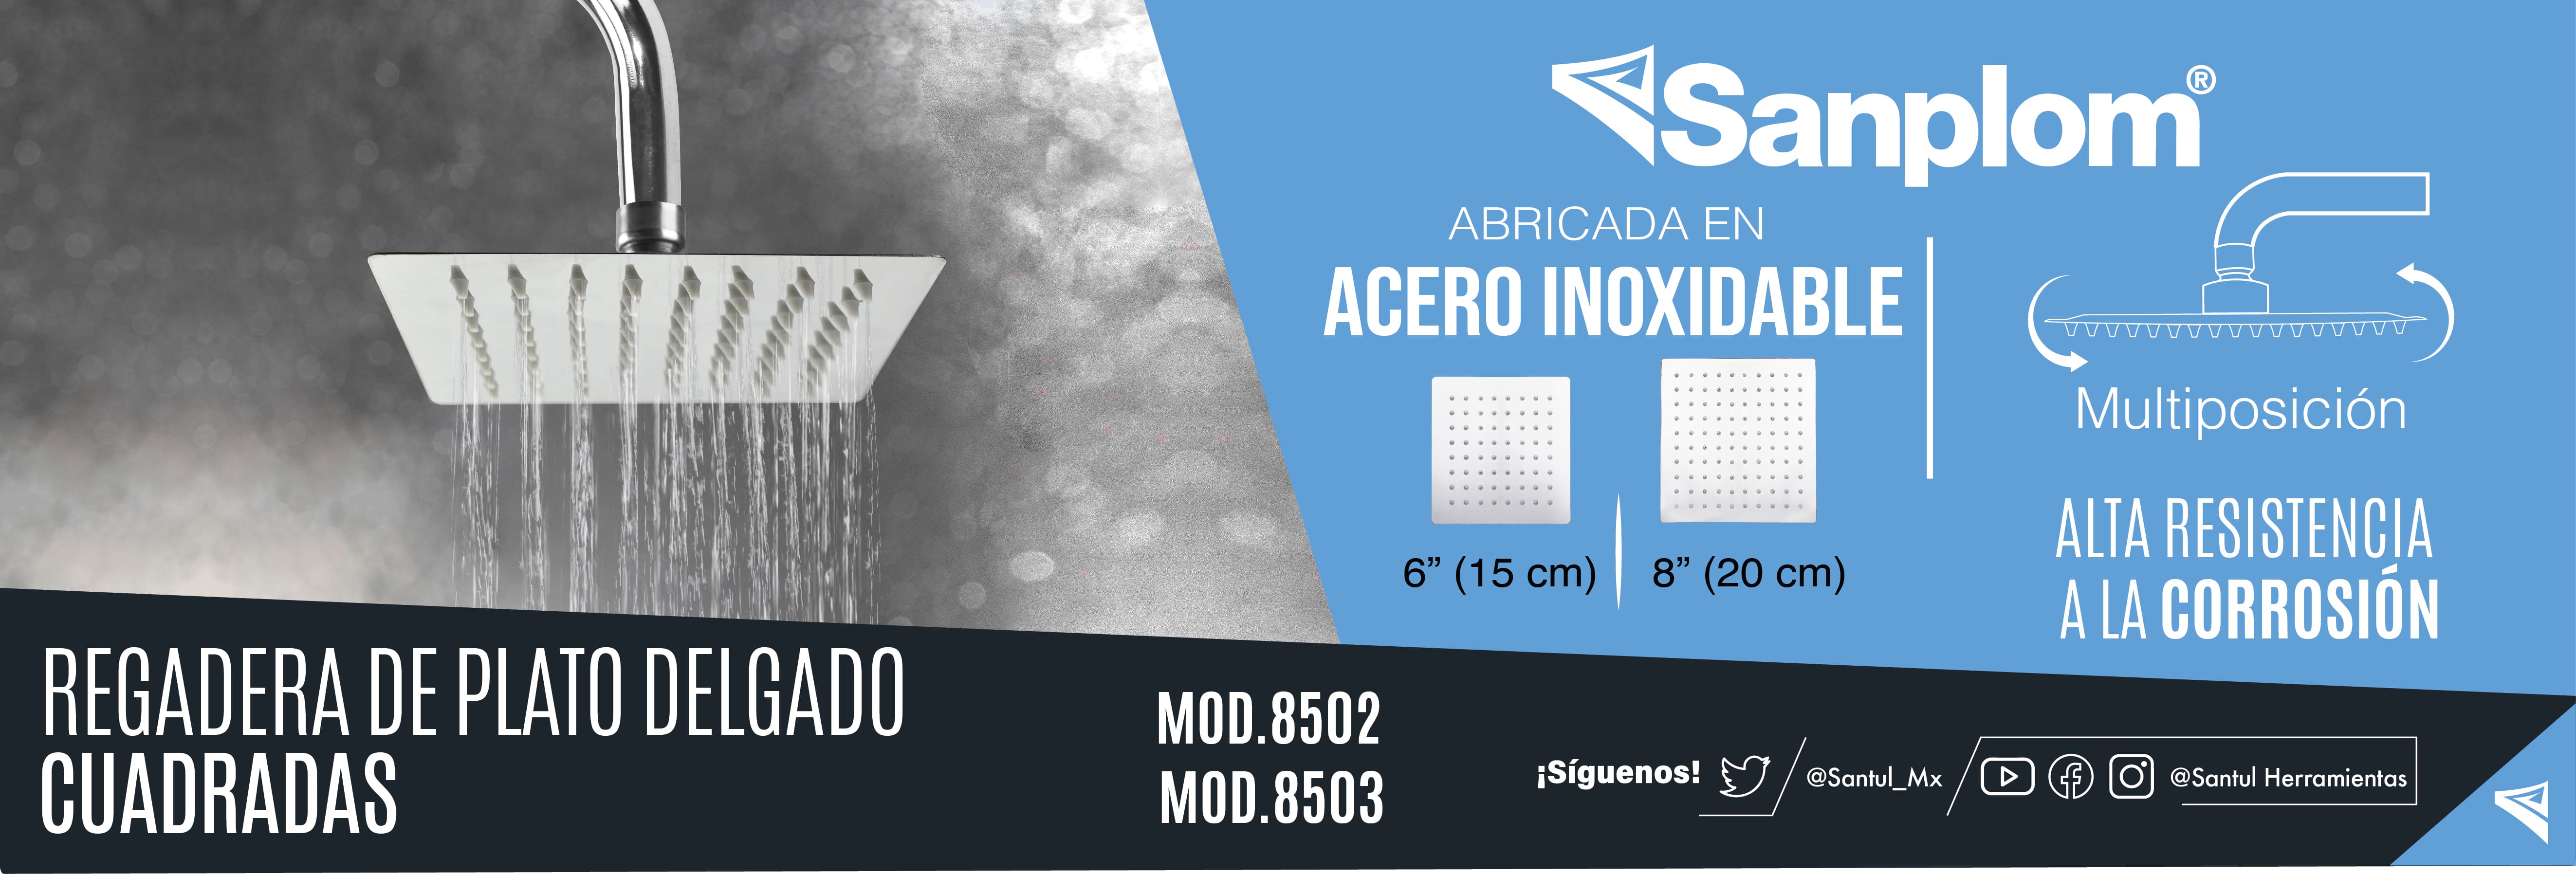 Sanplom®
ABRICADA EN
ACERO INOXIDABLE
6” (15 cm)
8” (20 cm)
Multiposición
ALTA RESISTENCIA
A LA CORROSIÓN
REGADERA DE PLATO DELGADO
CUADRADAS
MOD.8502
MOD.8503
¡Síguenos!
@Santul_Mx
@Santul Herramientas